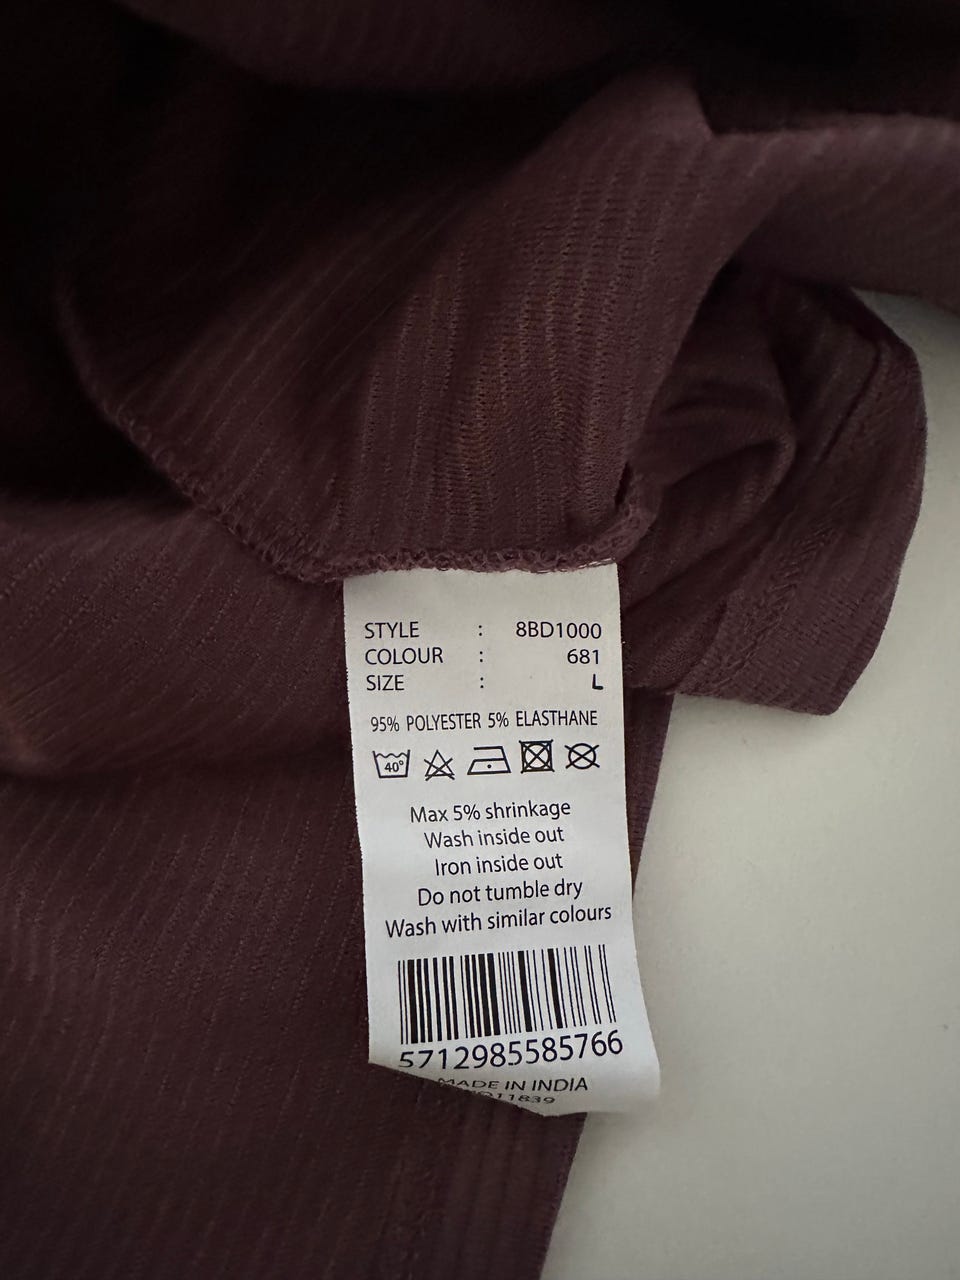 STYLE : 8BD1000
COLOUR : 681
SIZE : L
95% POLYESTER 5% ELASTHANE
40°
Max 5% shrinkage
Wash inside out
Iron inside out
Do not tumble dry
Wash with similar colours
5712985585766
MADE IN INDIA